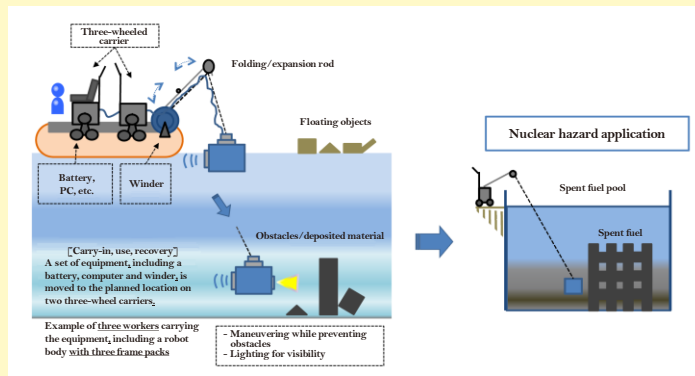 Three-wheeled
carrier
Folding/expansion rod
Floating objects
Battery,
PC, etc.
Winder
[Carry-in, use, recovery]
A set of equipment, including a
battery, computer and winder, is
moved to the planned location on
two three-wheel carriers.
Obstacles/deposited material
Example of three workers carrying
the equipment, including a robot
body with three frame packs
- Maneuvering while preventing
obstacles
- Lighting for visibility
Nuclear hazard application
Spent fuel pool
Spent fuel